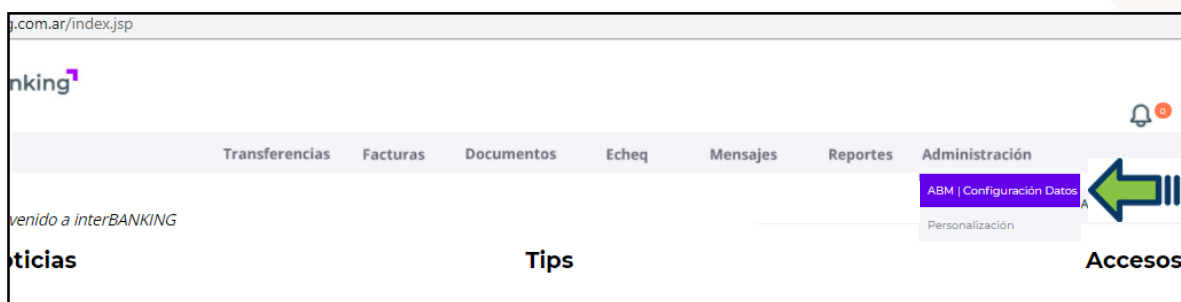 g.com.ar/index.jsp
nking
0
Transferencias Facturas Documentos Echeq Mensajes Reportes Administración
ABM | Configuración Datos
A
venido a interBANKING
Personalización
oticias Tips Accesos